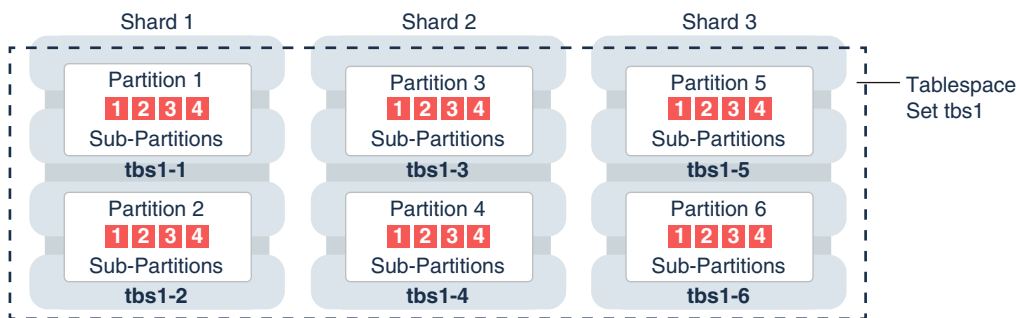 Shard 1
Shard 2
Shard 3
Partition 1
1 2 3 4
Sub-Partitions
tbs1-1
Partition 3
1 2 3 4
Sub-Partitions
tbs1-3
Partition 5
1 2 3 4
Sub-Partitions
tbs1-5
Tablespace
Set tbs1
Partition 2
1 2 3 4
Sub-Partitions
tbs1-2
Partition 4
1 2 3 4
Sub-Partitions
tbs1-4
Partition 6
1 2 3 4
Sub-Partitions
tbs1-6